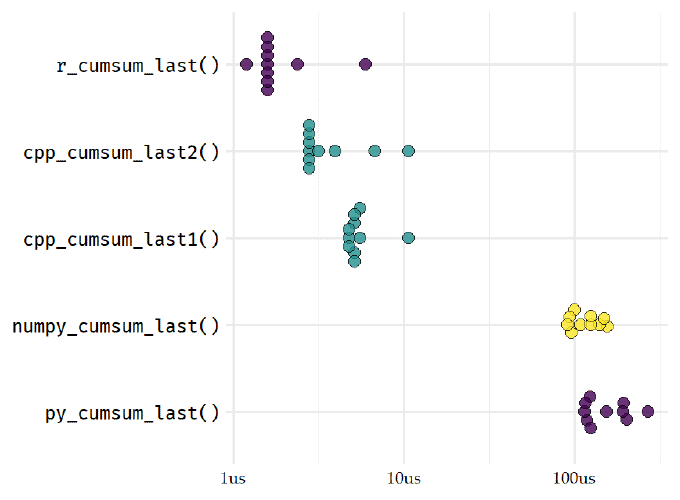 r_cumsum_last()
cpp_cumsum_last2()
cpp_cumsum_last1()
numpy_cumsum_last()
py_cumsum_last()
1us 10us 100us